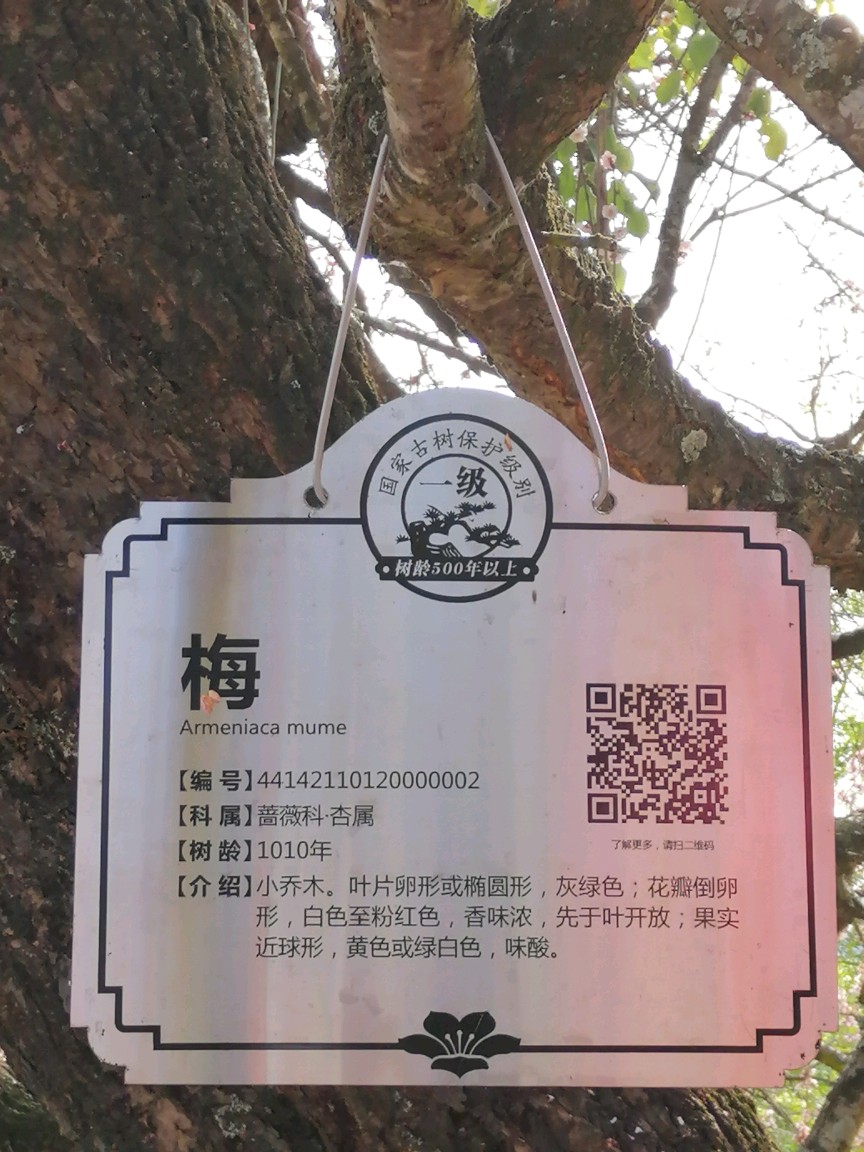 国家古树保护级别
一级
树龄500年以上
梅
Armeniaca mume
【编 号】44142110120000002
【科 属】蔷薇科·杏属
【树 龄】1010年
【介 绍】小乔木。叶片卵形或椭圆形，灰绿色；花瓣倒卵
形，白色至粉红色，香味浓，先于叶开放；果实
近球形，黄色或绿白色，味酸。
了解更多，请扫二维码